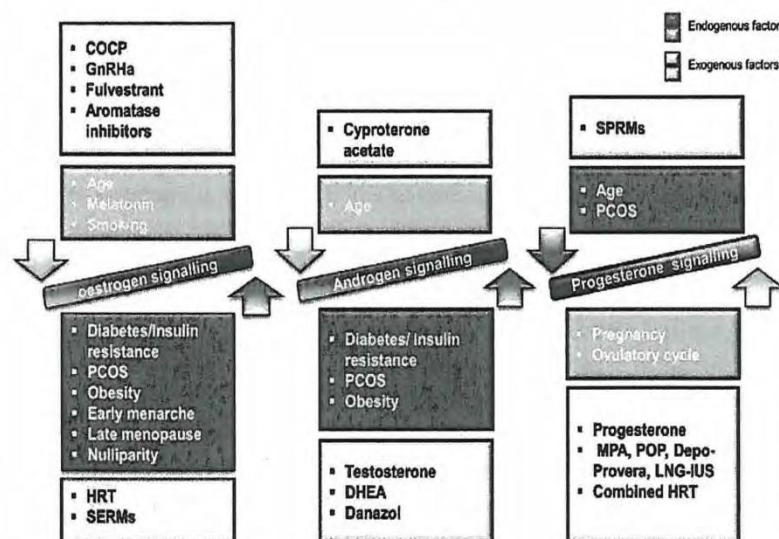 Endogenous factor
Exogenous factors
COCP
GnRHa
Fulvestrant
Aromatase
inhibitors
Age
Melatonin
Smoking
oestrogen signalling
Diabetes/Insulin
resistance
PCOS
Obesity
Early menarche
Late menopause
Nulliparity
HRT
SERMs
Cyproterone
acetate
Age
Androgen signalling
Diabetes/ Insulin
resistance
PCOS
Obesity
Testosterone
DHEA
Danazol
SPRMs
Age
PCOS
Progesterone signalling
Pregnancy
Ovulatory cycle
Progesterone
MPA, POP, Depo-
Provera, LNG-IUS
Combined HRT